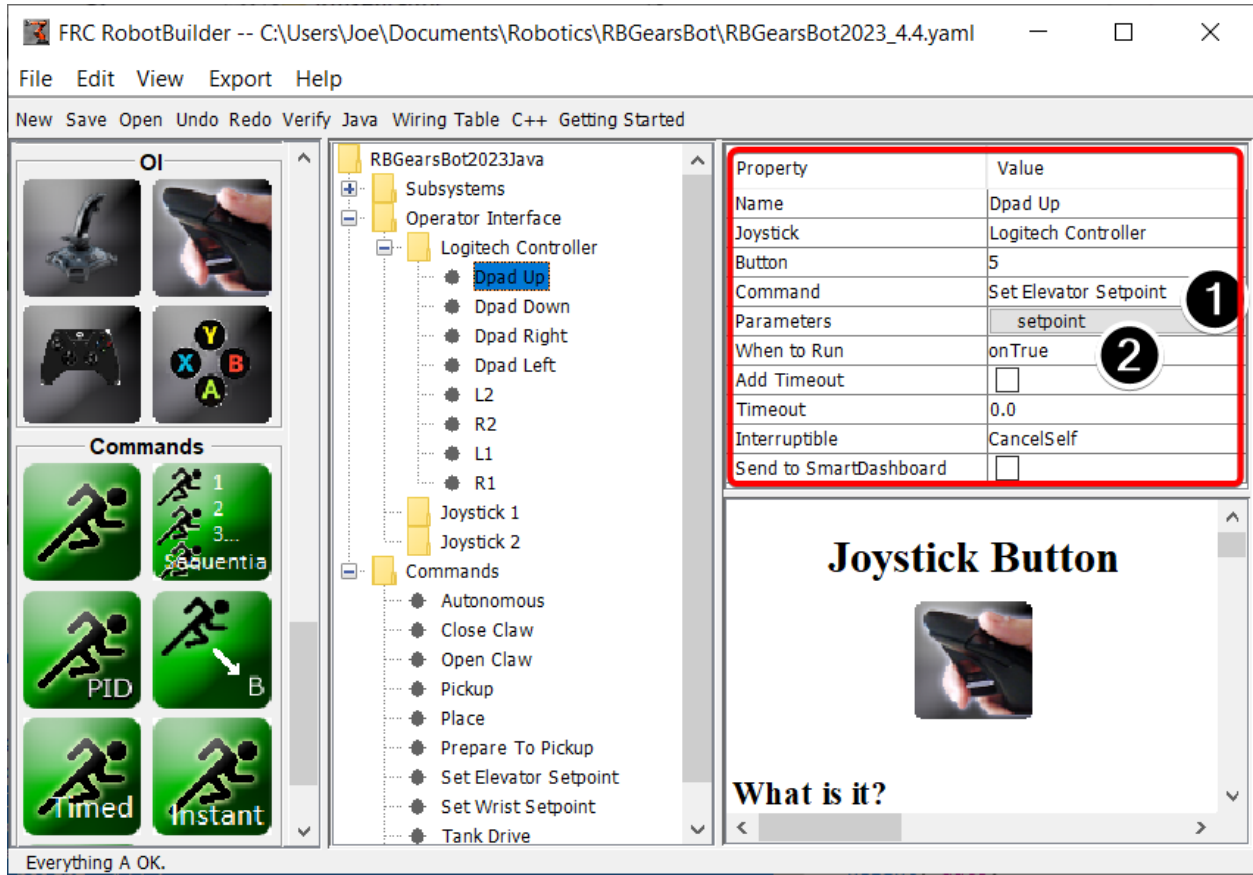 FRC RobotBuilder -- C:\Users\Joe\Documents\Robotics\RBGearsBot\RBGearsBot2023_4.4.yaml
File Edit View Export Help
New Save Open Undo Redo Verify Java Wiring Table C++ Getting Started
OI
Y
X B
A
Commands
1
2
3...
Sequentia
PID
B
Timed
Instant
RBGearsBot2023Java
Subsystems
Operator Interface
Logitech Controller
Dpad Up
Dpad Down
Dpad Right
Dpad Left
L2
R2
L1
R1
Joystick 1
Joystick 2
Commands
Autonomous
Close Claw
Open Claw
Pickup
Place
Prepare To Pickup
Set Elevator Setpoint
Set Wrist Setpoint
Tank Drive
Property Value
Name Dpad Up
Joystick Logitech Controller
Button 5
Command Set Elevator Setpoint
1
Parameters setpoint
When to Run onTrue
2
Add Timeout
Timeout 0.0
Interruptible CancelSelf
Send to SmartDashboard
Joystick Button
What is it?
Everything A OK.